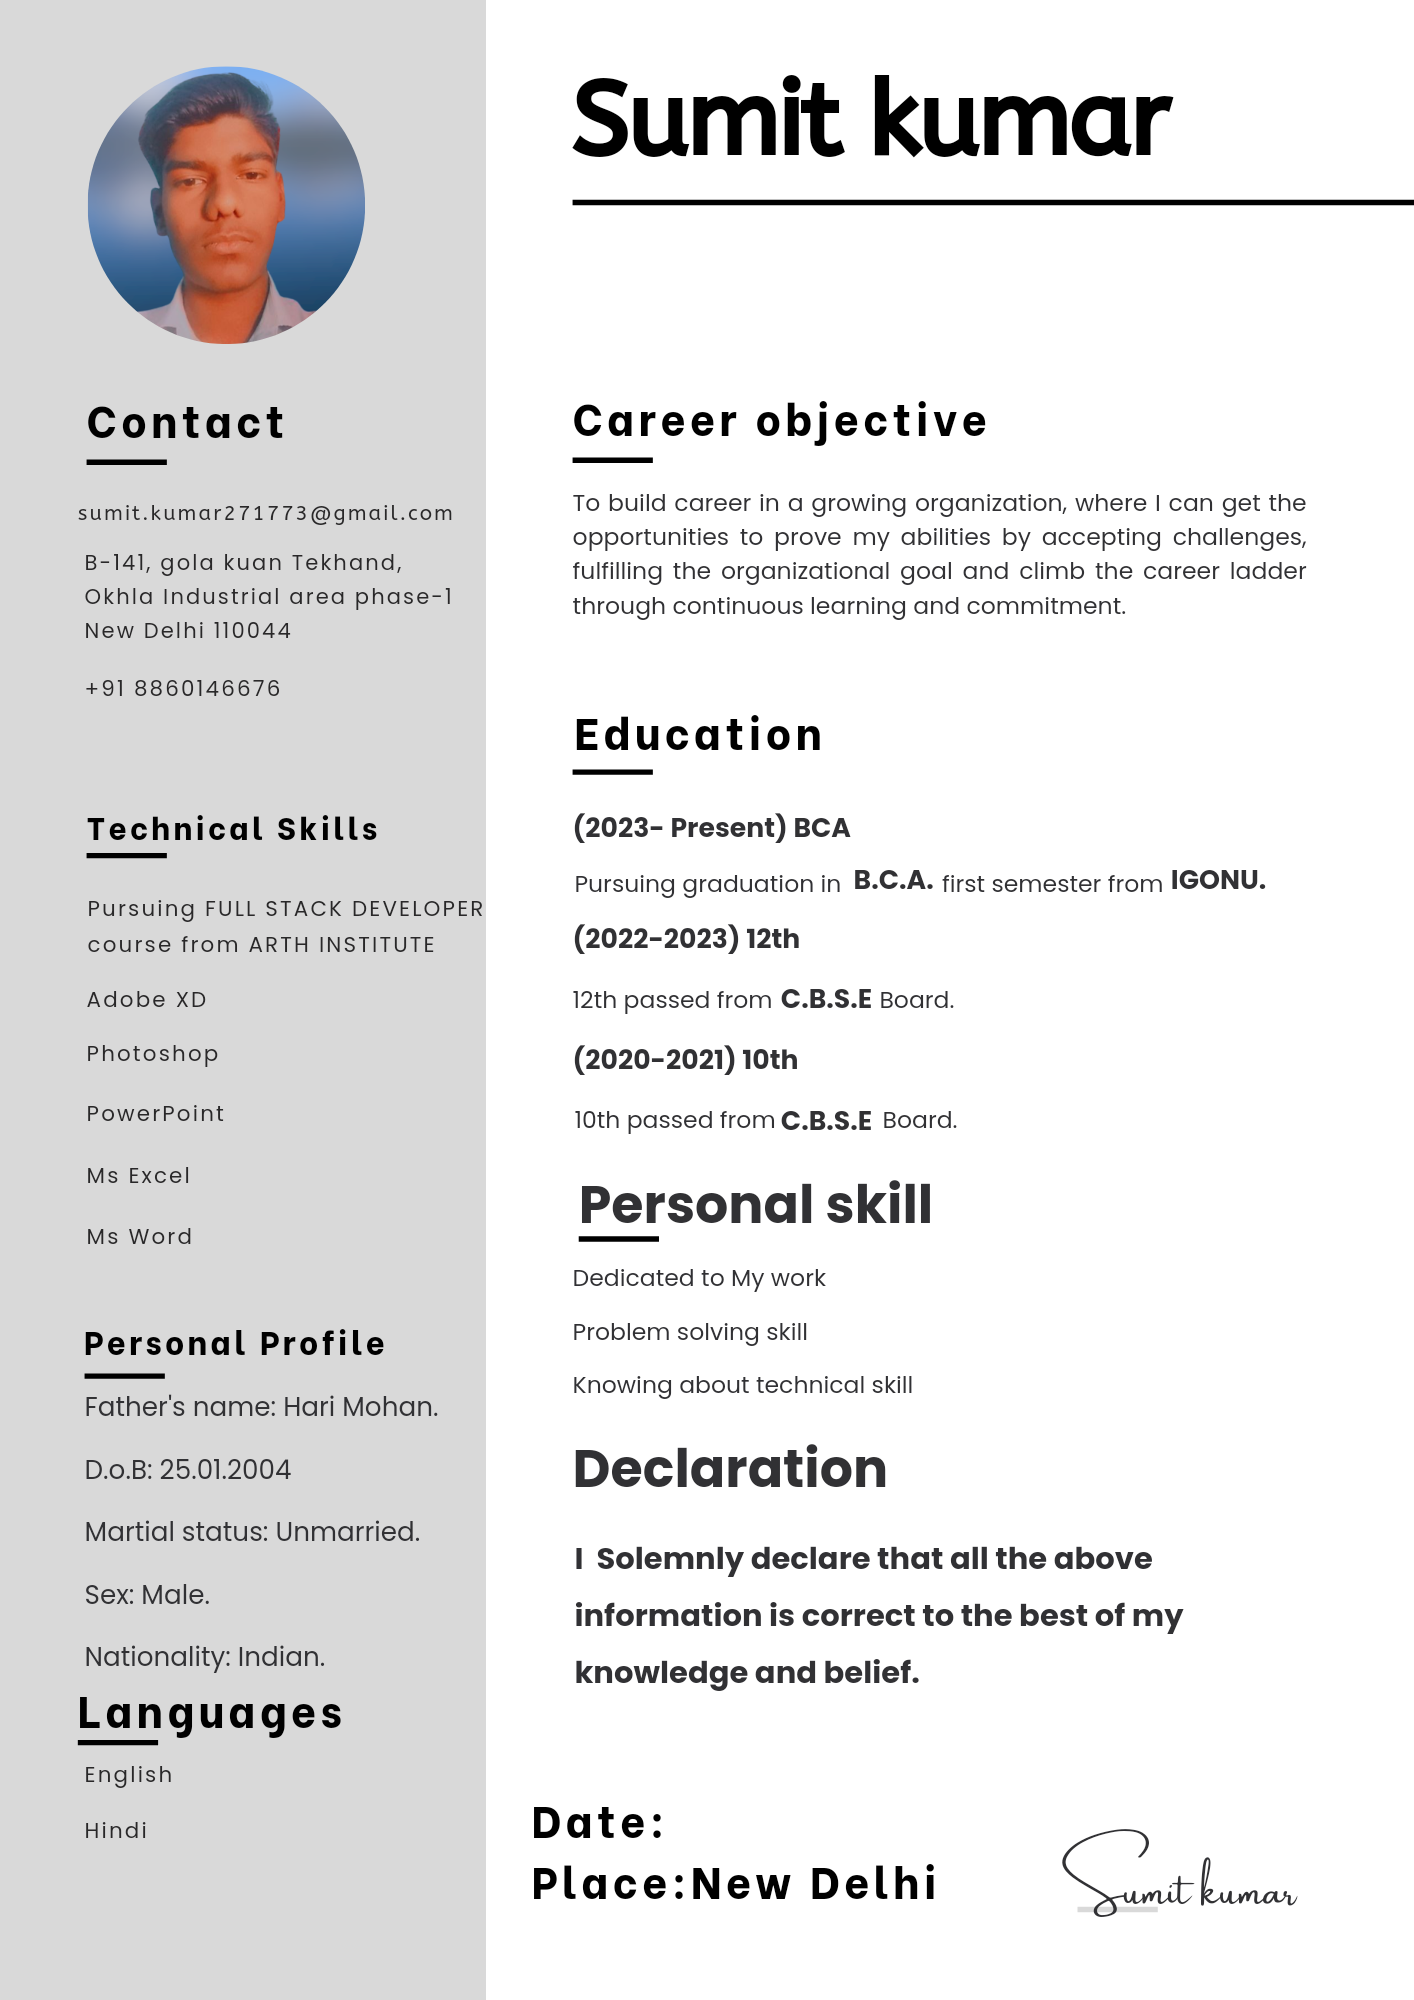 Sumit kumar
Contact
sumit.kumar271773@gmail.com
B-141, gola kuan Tekhand,
Okhla Industrial area phase-1
New Delhi 110044
+91 8860146676
Technical Skills
Pursuing FULL STACK DEVELOPER
course from ARTH INSTITUTE
Adobe XD
Photoshop
PowerPoint
Ms Excel
Ms Word
Personal Profile
Father's name: Hari Mohan.
D.o.B: 25.01.2004
Martial status: Unmarried.
Sex: Male.
Nationality: Indian.
Languages
English
Hindi
Career objective
To build career in a growing organization, where I can get the
opportunities to prove my abilities by accepting challenges,
fulfilling the organizational goal and climb the career ladder
through continuous learning and commitment.
Education
(2023- Present) BCA
Pursuing graduation in B.C.A. first semester from IGONU.
(2022-2023) 12th
12th passed from C.B.S.E Board.
(2020-2021) 10th
10th passed from C.B.S.E Board.
Personal skill
Dedicated to My work
Problem solving skill
Knowing about technical skill
Declaration
I Solemnly declare that all the above
information is correct to the best of my
knowledge and belief.
Date:
Place:New Delhi
Sumit kumar